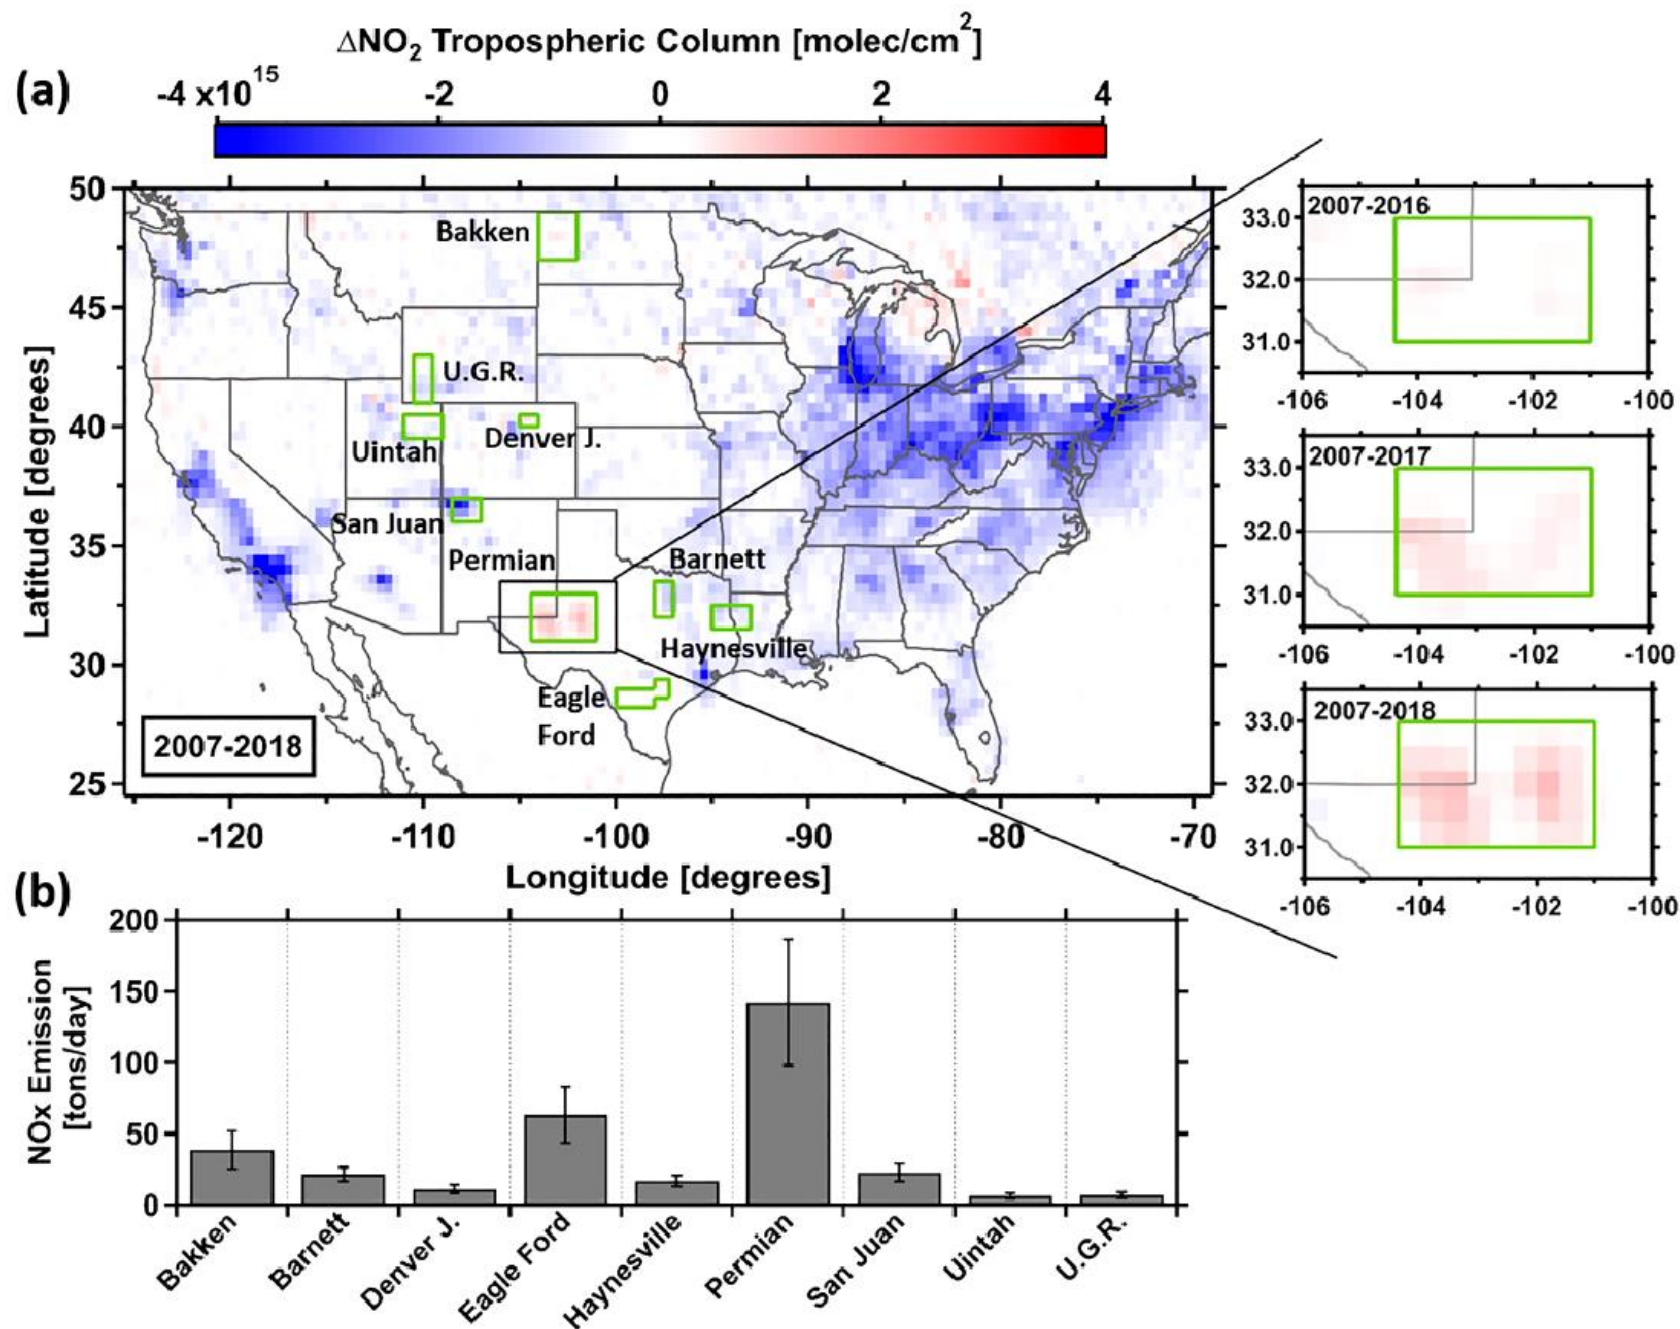 ΔNO₂ Tropospheric Column [molec/cm²]
(a)
-4 x10¹⁵ -2 0 2 4
Latitude [degrees]
50
45
40
35
30
25
Bakken
U.G.R.
Uintah
Denver J.
San Juan
Permian
Barnett
Haynesville
Eagle
Ford
2007-2018
-120 -110 -100 -90 -80 -70
Longitude [degrees]
2007-2016
33.0
32.0
31.0
-106 -104 -102 -100
2007-2017
33.0
32.0
31.0
-106 -104 -102 -100
2007-2018
33.0
32.0
31.0
-106 -104 -102 -100
(b)
NOx Emission
[tons/day]
200
150
100
50
0
Bakken
Barnett
Denver J.
Eagle Ford
Haynesville
Permian
San Juan
Uintah
U.G.R.